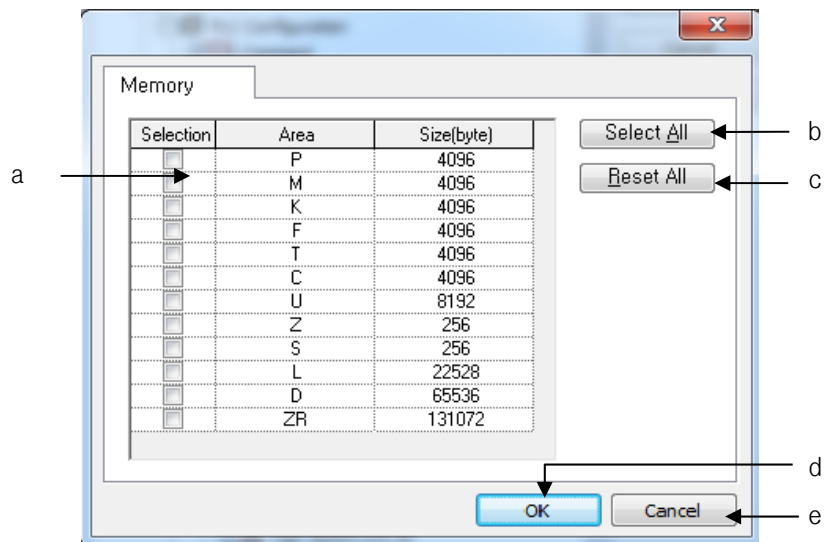 Memory
Selection Area Size(byte)
P 4096
M 4096
K 4096
F 4096
T 4096
C 4096
U 8192
Z 256
S 256
L 22528
D 65536
ZR 131072
Select All
Reset All
OK Cancel
a
b
c
d
e